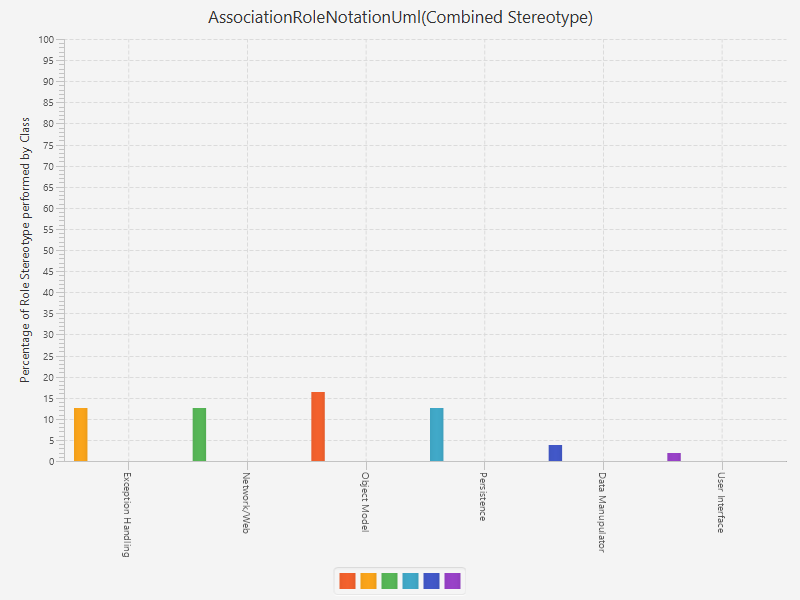 AssociationRoleNotationUml(Combined Stereotype)
Percentage of Role Stereotype performed by Class
100
95
90
85
80
75
70
65
60
55
50
45
40
35
30
25
20
15
10
5
0
Exception Handling
Network/Web
Object Model
Persistence
Data Manupulator
User Interface